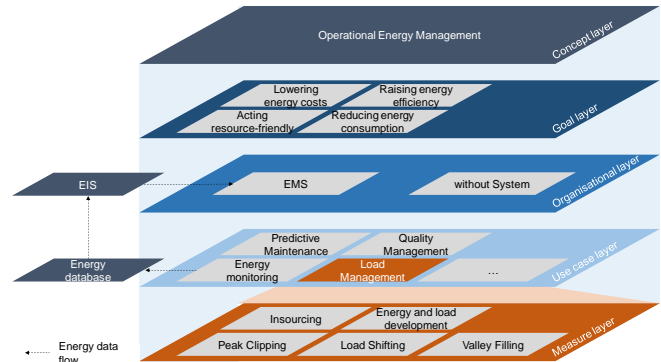 Operational Energy Management
Concept layer
Lowering
energy costs
Raising energy
efficiency
Acting
resource-friendly
Reducing energy
consumption
Goal layer
EIS
EMS
without System
Organisational layer
Predictive
Maintenance
Quality
Management
Energy
database
Energy
monitoring
Load
Management
...
Use case layer
Insourcing
Energy and load
development
Peak Clipping
Load Shifting
Valley Filling
Measure layer
Energy data
flow